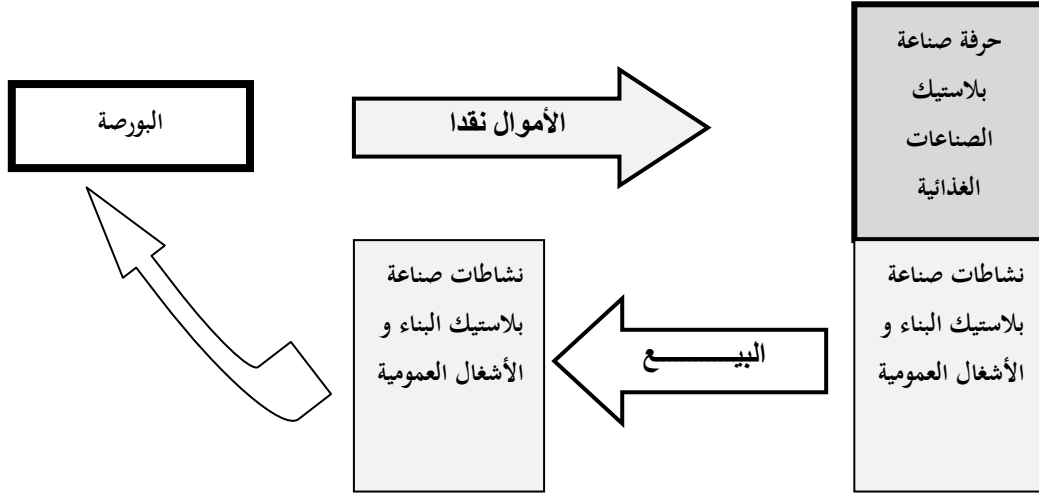 حرفة صناعة
بلاستيك
الصناعات
الغذائية
الأموال نقدا
البورصة
نشاطات صناعة
بلاستيك البناء و
الأشغال العمومية
البيـــــــــــع
نشاطات صناعة
بلاستيك البناء و
الأشغال العمومية